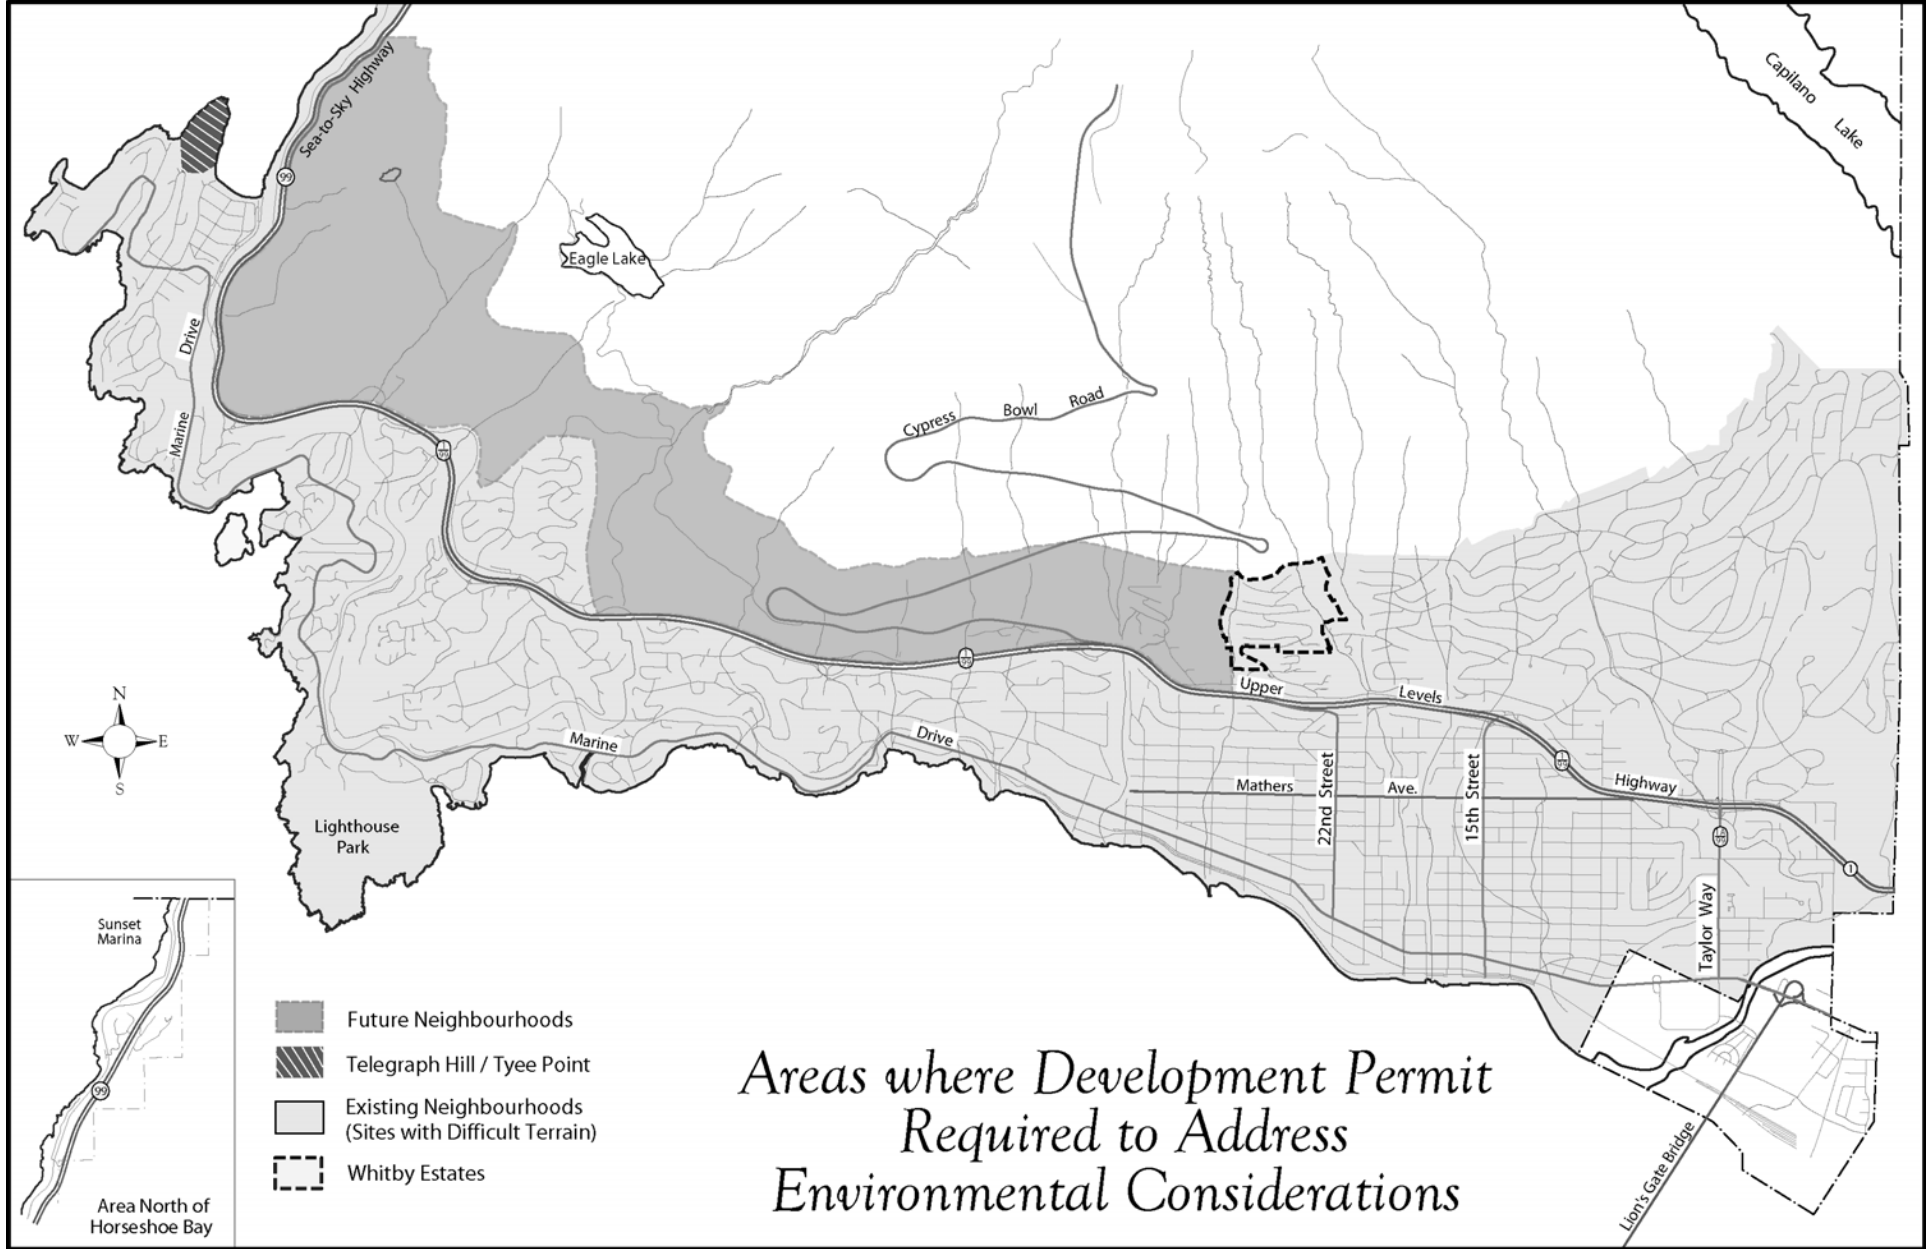 Sea-to-Sky Highway
99
Capilano
Lake
Eagle Lake
Drive
Marine
Cypress
Bowl
Road
Upper
Levels
Highway
Marine
Drive
Mathers
Ave.
22nd Street
15th Street
Taylor Way
1
Lion's Gate Bridge
Lighthouse
Park
N
W
E
S
Sunset
Marina
99
Area North of
Horseshoe Bay
Future Neighbourhoods
Telegraph Hill / Tyee Point
Existing Neighbourhoods
(Sites with Difficult Terrain)
Whitby Estates
Areas where Development Permit
Required to Address
Environmental Considerations